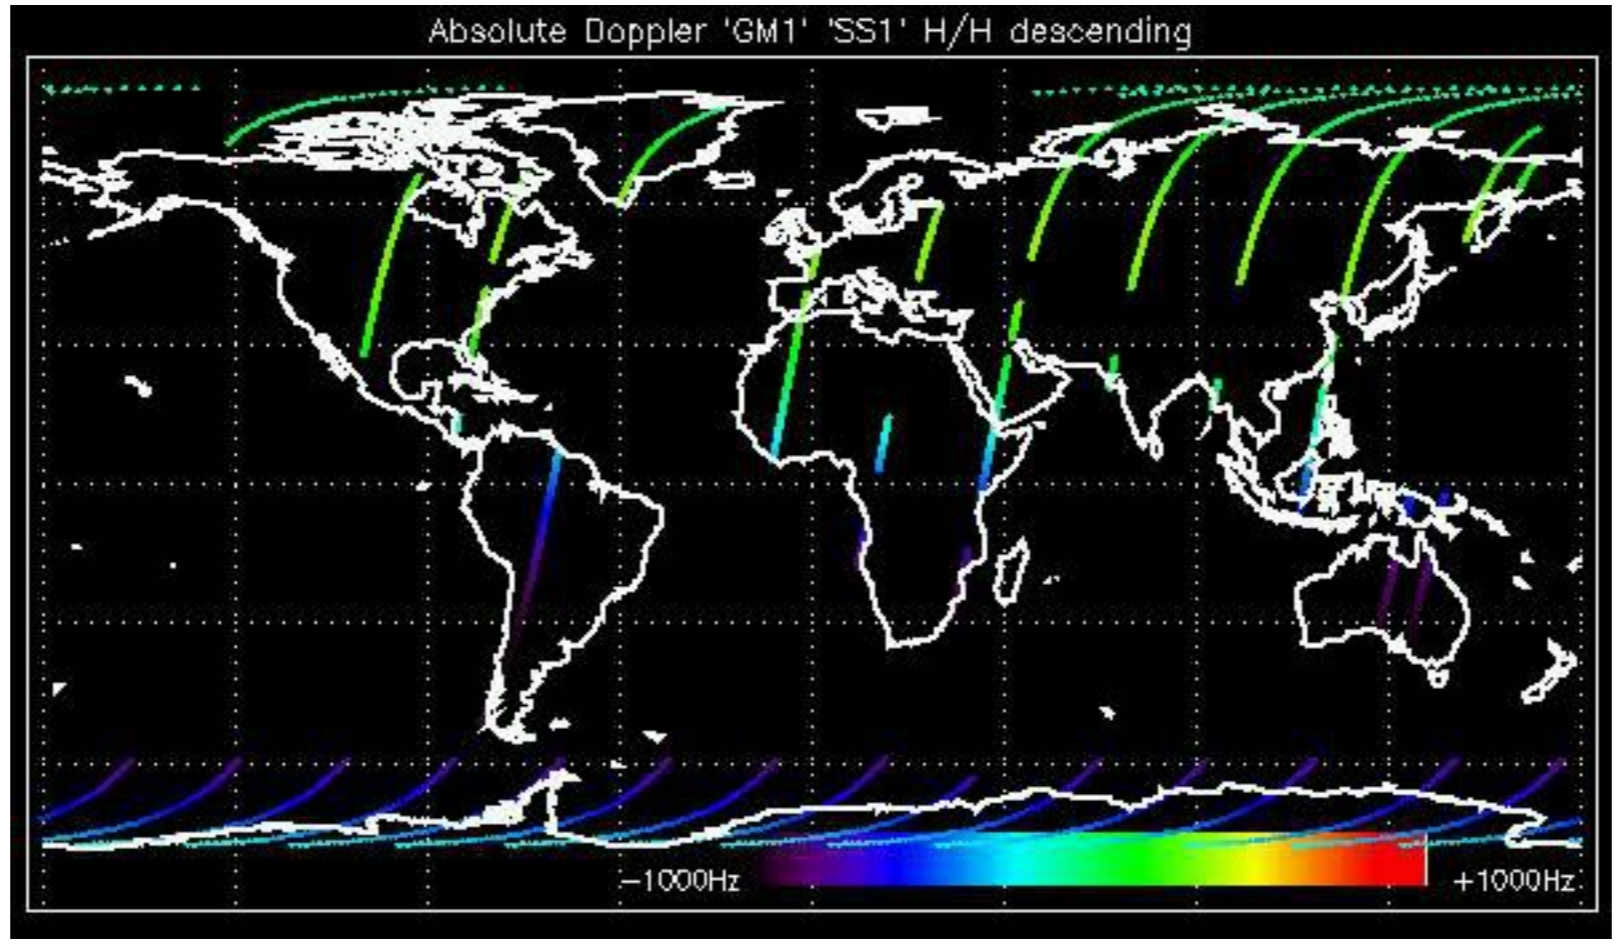 Absolute Doppler 'GM1' 'SS1' H/H descending
−1000Hz +1000Hz